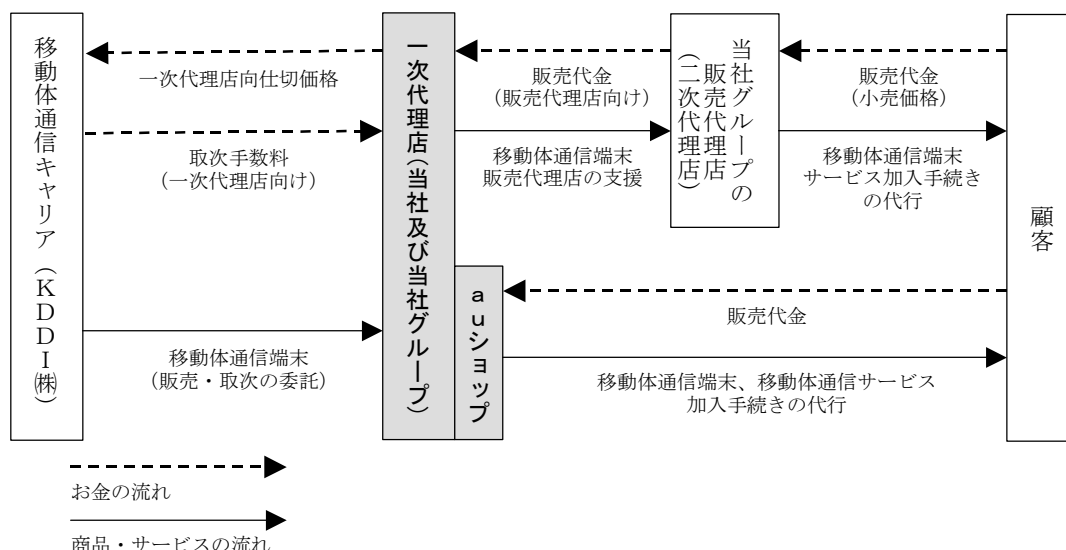 移動体通信キャリア（KDDI㈱）
一次代理店向仕切価格
取次手数料
（一次代理店向け）
移動体通信端末
（販売・取次の委託）
一次代理店（当社及び当社グループ）
auショップ
販売代金
（販売代理店向け）
移動体通信端末
販売代理店の支援
当社グループの
販売代理店
（二次代理店）
販売代金
（小売価格）
移動体通信端末
サービス加入手続き
の代行
販売代金
移動体通信端末、移動体通信サービス
加入手続きの代行
顧客
お金の流れ
商品・サービスの流れ